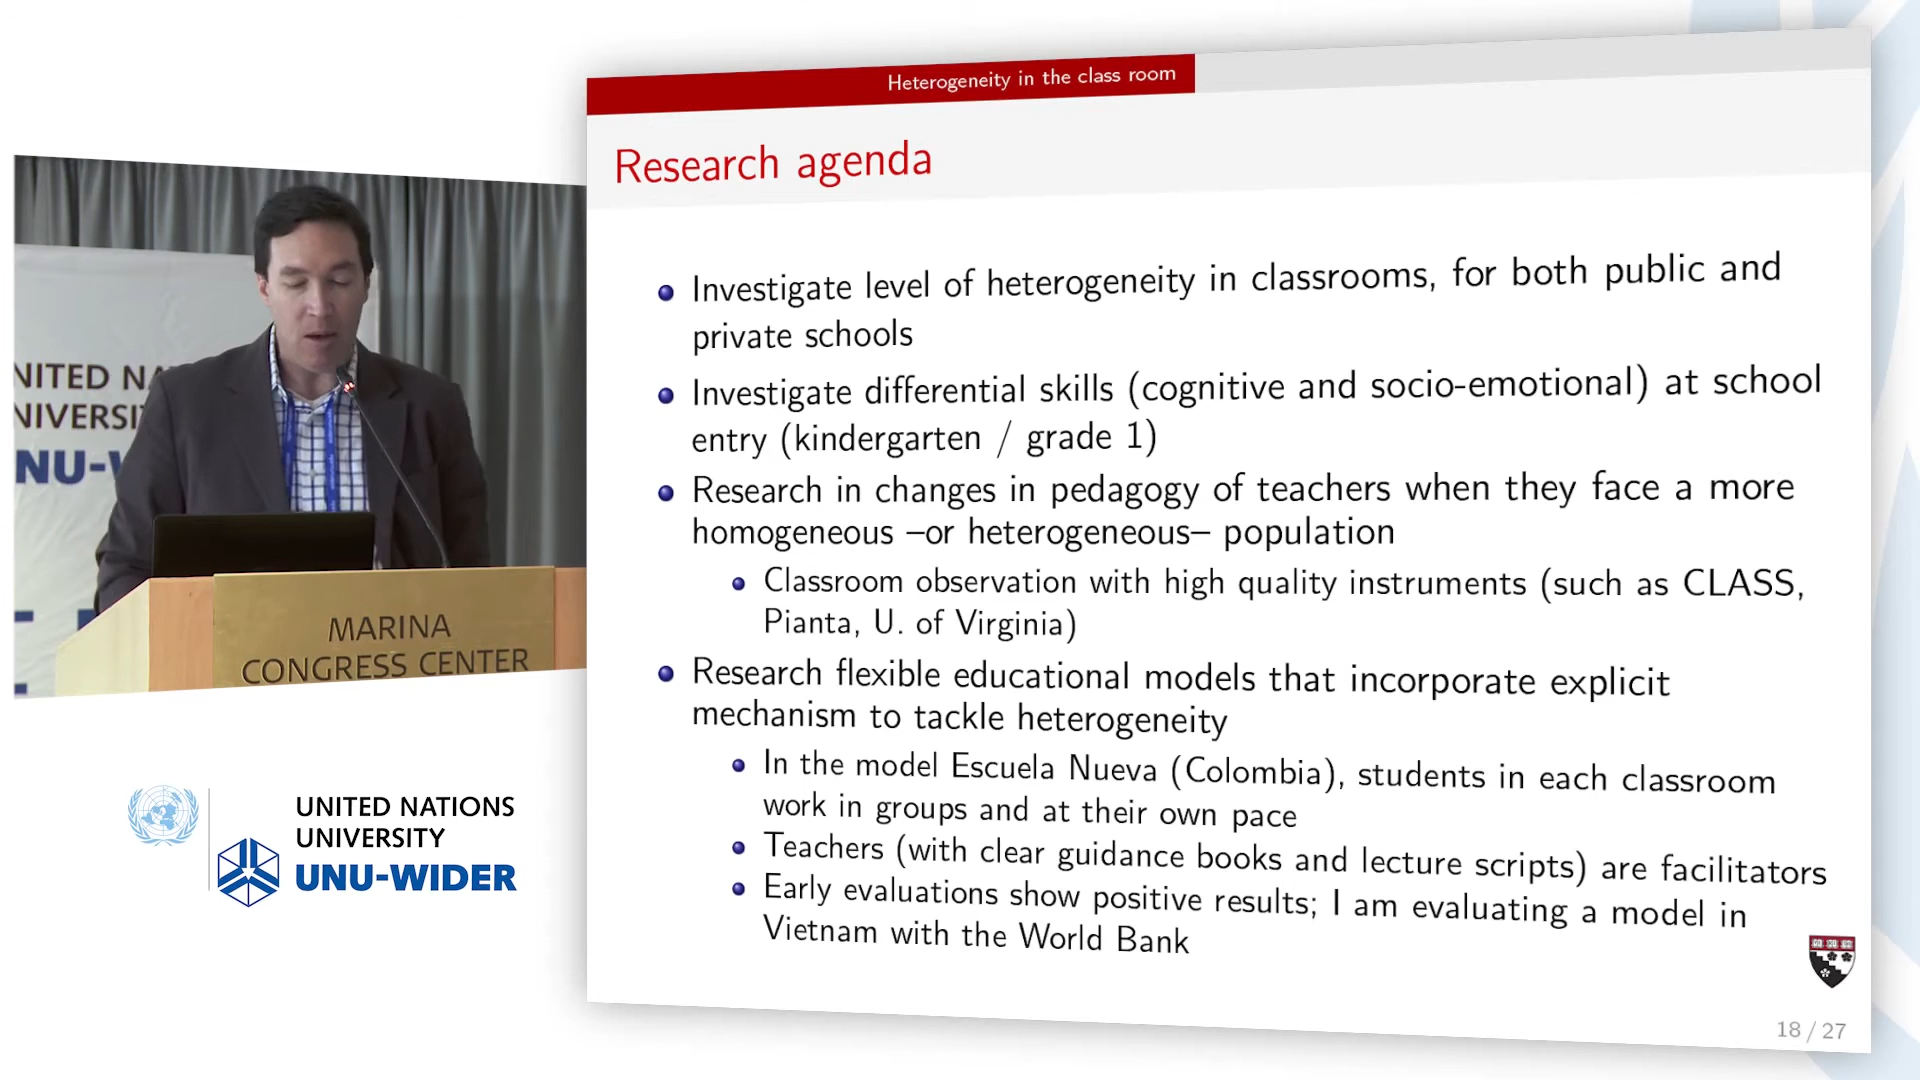 Heterogeneity in the class room
Research agenda
Investigate level of heterogeneity in classrooms, for both public and
private schools
Investigate differential skills (cognitive and socio-emotional) at school
entry (kindergarten / grade 1)
Research in changes in pedagogy of teachers when they face a more
homogeneous –or heterogeneous– population
Classroom observation with high quality instruments (such as CLASS,
Pianta, U. of Virginia)
Research flexible educational models that incorporate explicit
mechanism to tackle heterogeneity
In the model Escuela Nueva (Colombia), students in each classroom
work in groups and at their own pace
Teachers (with clear guidance books and lecture scripts) are facilitators
Early evaluations show positive results; I am evaluating a model in
Vietnam with the World Bank
18 / 27
NITED NA
NIVERSI
NU-W
MARINA
CONGRESS CENTER
UNITED NATIONS
UNIVERSITY
UNU-WIDER